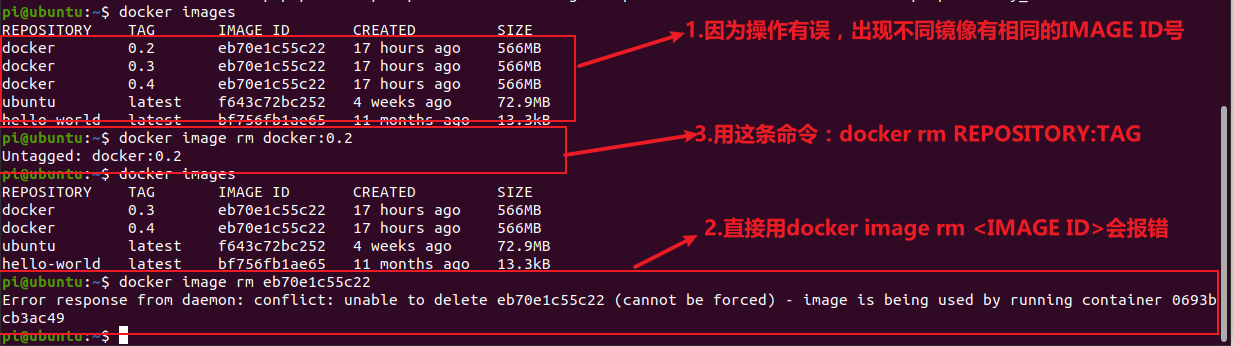 pi@ubuntu:~$ docker images
REPOSITORY TAG IMAGE ID CREATED SIZE
docker 0.2 eb70e1c55c22 17 hours ago 566MB
1.因为操作有误，出现不同镜像有相同的IMAGE ID号
docker 0.3 eb70e1c55c22 17 hours ago 566MB
docker 0.4 eb70e1c55c22 17 hours ago 566MB
ubuntu latest f643c72bc252 4 weeks ago 72.9MB
hello-world latest bf756fb1ae65 11 months ago 13.3kB
pi@ubuntu:~$ docker image rm docker:0.2
3.用这条命令：docker rm REPOSITORY:TAG
Untagged: docker:0.2
pi@ubuntu:~$ docker images
REPOSITORY TAG IMAGE ID CREATED SIZE
docker 0.3 eb70e1c55c22 17 hours ago 566MB
docker 0.4 eb70e1c55c22 17 hours ago 566MB
2.直接用docker image rm <IMAGE ID>会报错
ubuntu latest f643c72bc252 4 weeks ago 72.9MB
hello-world latest bf756fb1ae65 11 months ago 13.3kB
pi@ubuntu:~$ docker image rm eb70e1c55c22
Error response from daemon: conflict: unable to delete eb70e1c55c22 (cannot be forced) - image is being used by running container 0693b
cb3ac49
pi@ubuntu:~$